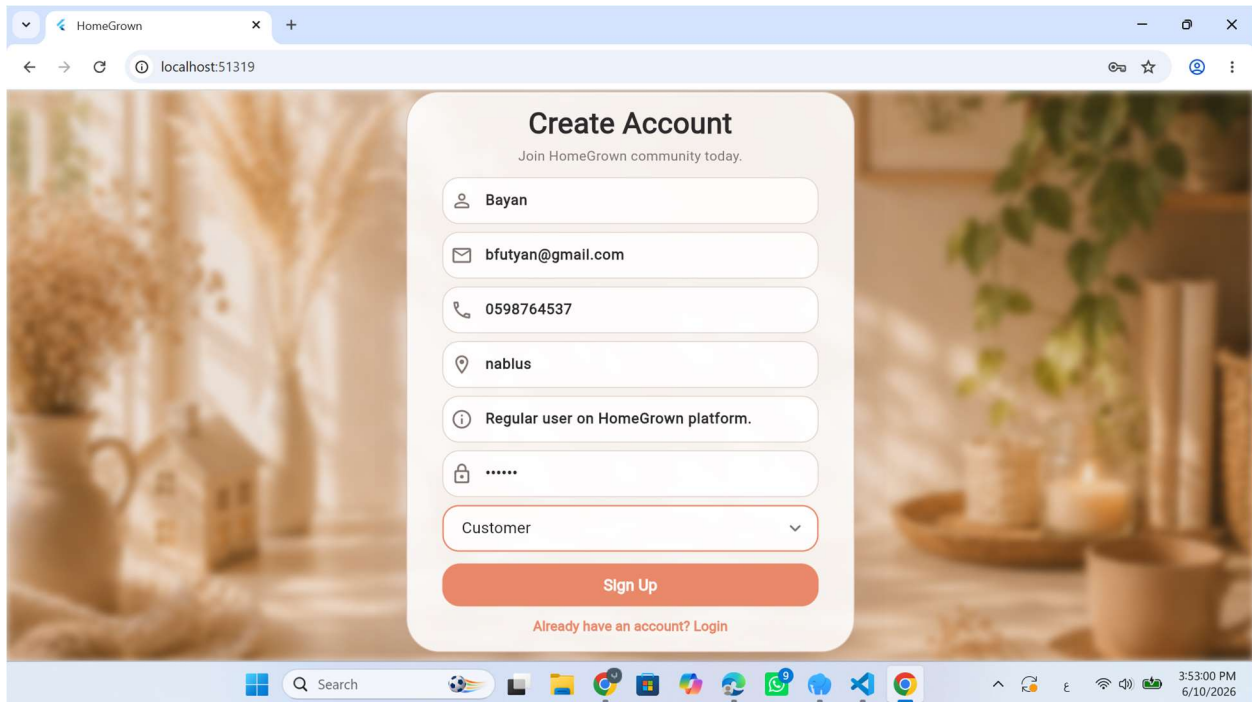 HomeGrown
localhost:51319
Create Account
Join HomeGrown community today.
Bayan
bfutyan@gmail.com
0598764537
nablus
Regular user on HomeGrown platform.
••••••
Customer
Sign Up
Already have an account? Login
Search
9
ع
3:53:00 PM
6/10/2026